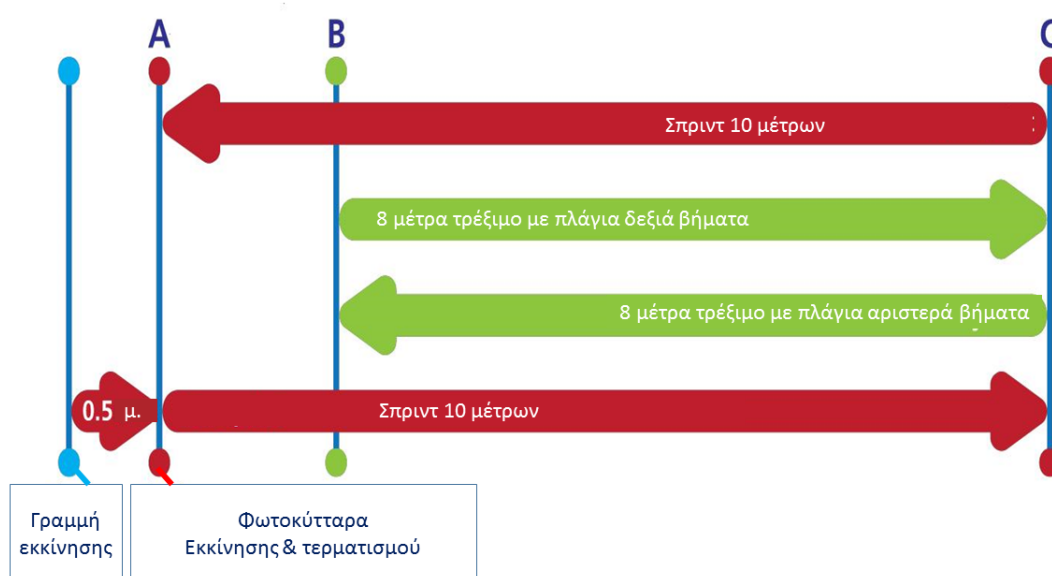 A
B
C
Σπριντ 10 μέτρων
8 μέτρα τρέξιμο με πλάγια δεξιά βήματα
8 μέτρα τρέξιμο με πλάγια αριστερά βήματα
0.5 μ.
Σπριντ 10 μέτρων
Γραμμή
εκκίνησης
Φωτοκύτταρα
Εκκίνησης & τερματισμού